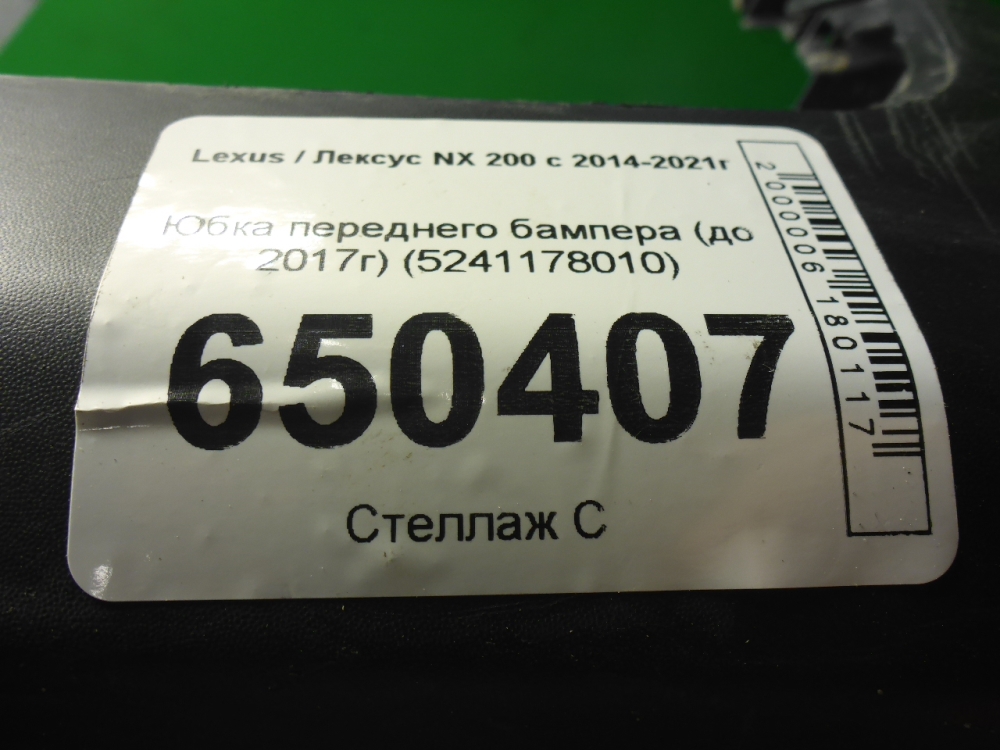 Lexus / Лексус NX 200 с 2014-2021г
Юбка переднего бампера (до
2017г) (5241178010)
650407
Стеллаж С
2000006180117